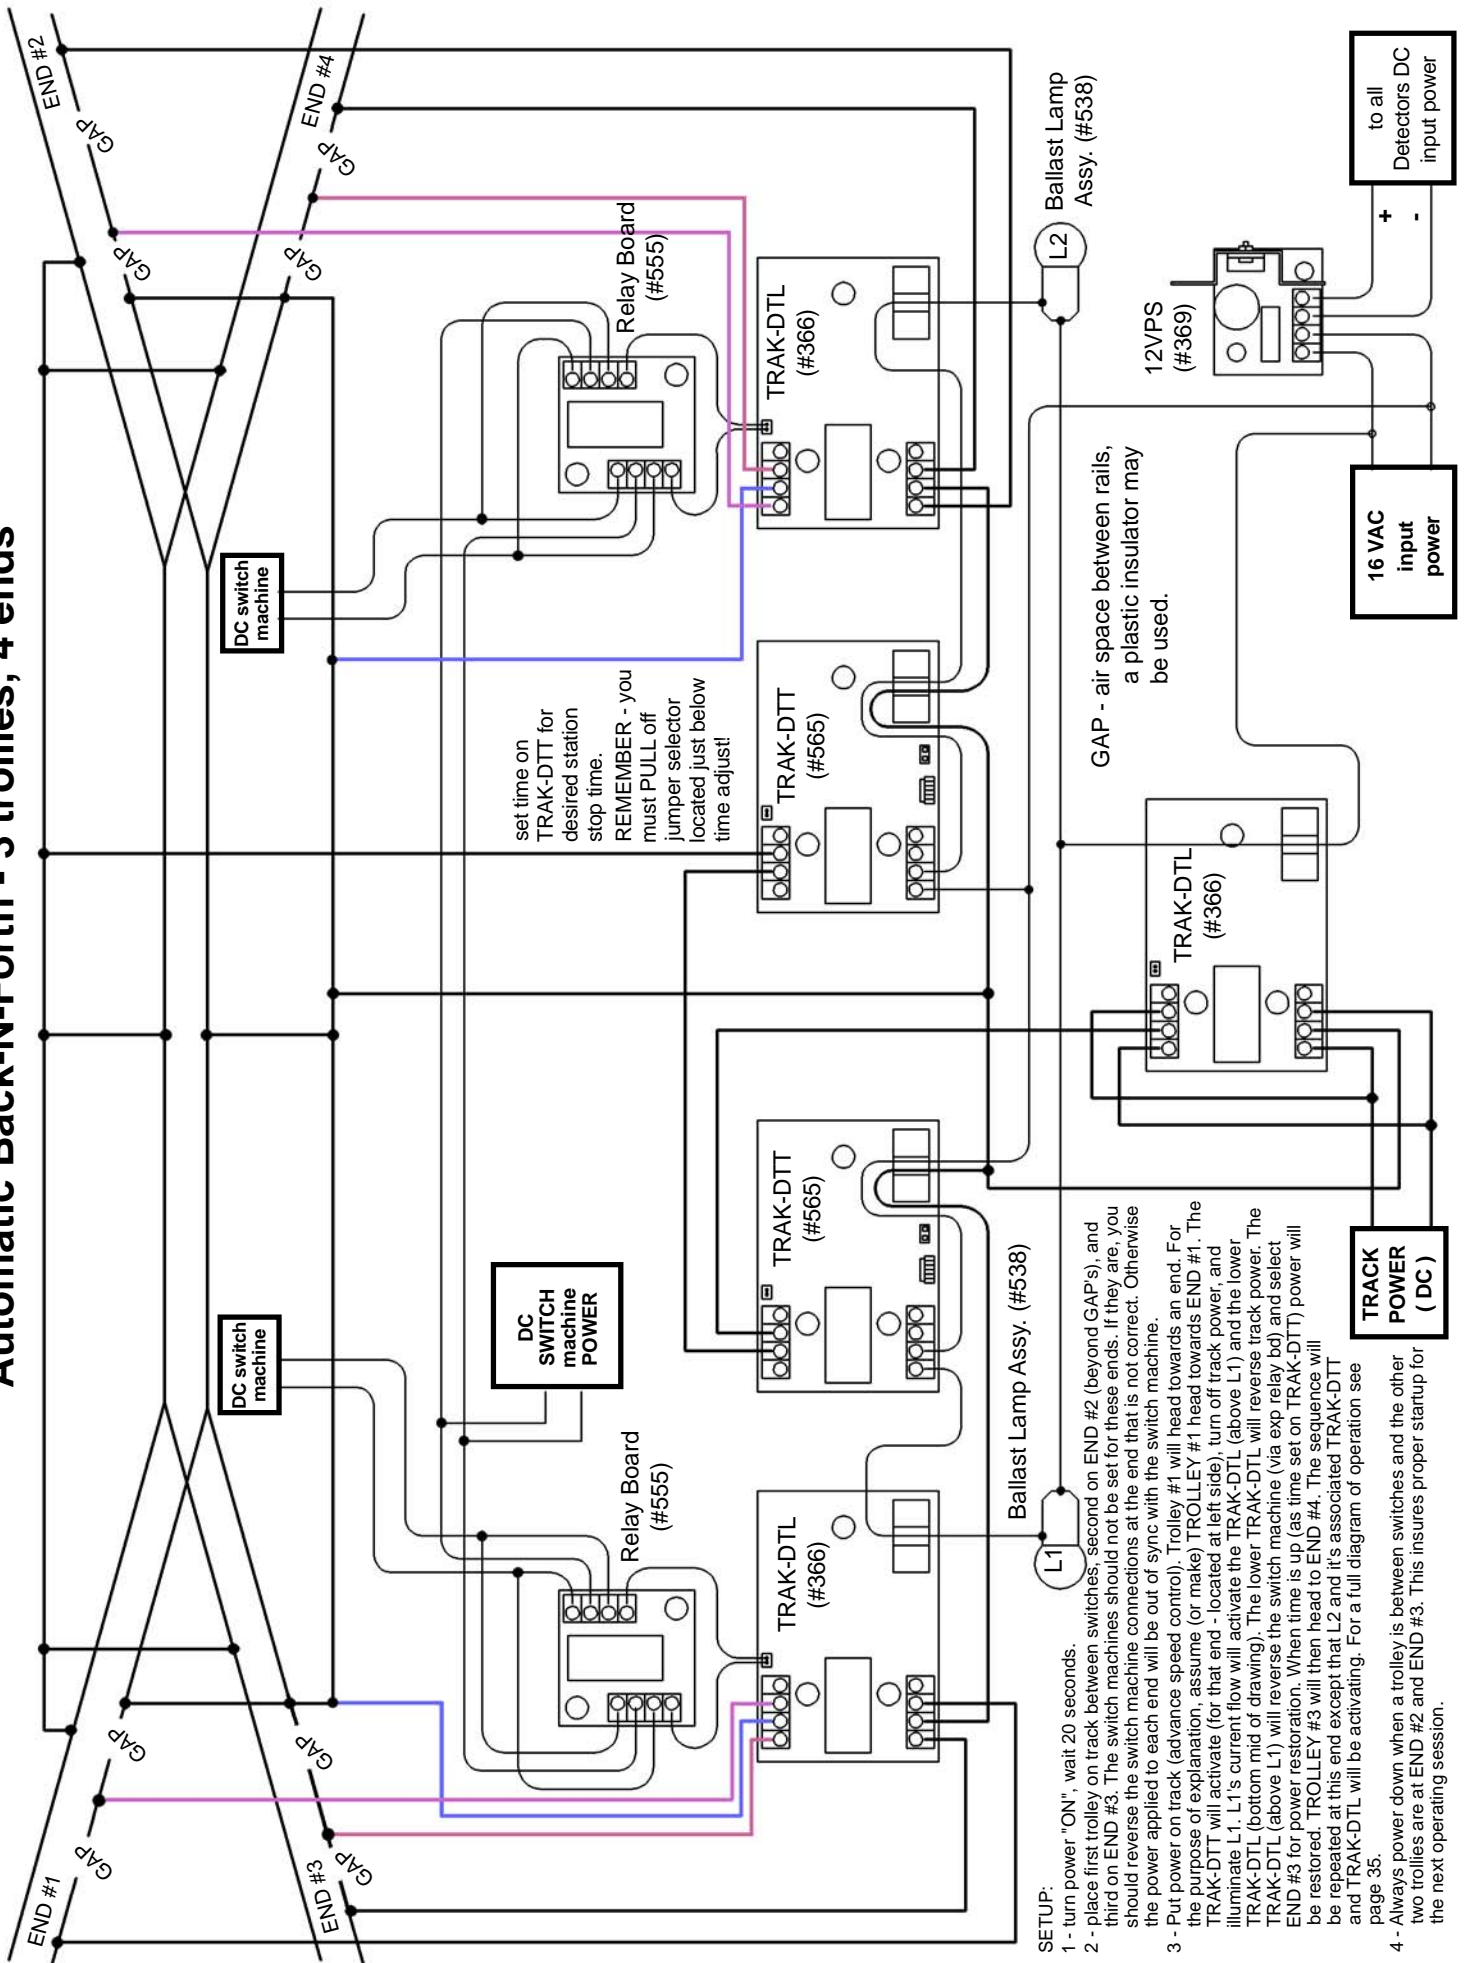 Automatic Back-N-Forth - 3 trollies, 4 ends
END #1
GAP
GAP
END #3
GAP
GAP
END #2
GAP
GAP
END #4
GAP
GAP
DC switch
machine
DC switch
machine
DC
SWITCH
machine
POWER
Relay Board
(#555)
Relay Board
(#555)
set time on
TRAK-DTT for
desired station
stop time.
REMEMBER - you
must PULL off
jumper selector
located just below
time adjust!
TRAK-DTL
(#366)
TRAK-DTT
(#565)
TRAK-DTT
(#565)
TRAK-DTL
(#366)
L1
Ballast Lamp Assy. (#538)
L2
Ballast Lamp
Assy. (#538)
GAP - air space between rails,
a plastic insulator may
be used.
TRAK-DTL
(#366)
12VPS
(#369)
+
-
TRACK
POWER
( DC )
16 VAC
input
power
to all
Detectors DC
input power
SETUP:
1 - turn power "ON", wait 20 seconds.
2 - place first trolley on track between switches, second on END #2 (beyond GAP's), and
third on END #3. The switch machines should not be set for these ends. If they are, you
should reverse the switch machine connections at the end that is not correct. Otherwise
the power applied to each end will be out of sync with the switch machine.
3 - Put power on track (advance speed control). Trolley #1 will head towards an end. For
the purpose of explanation, assume (or make) TROLLEY #1 head towards END #1. The
TRAK-DTT will activate (for that end - located at left side), turn off track power, and
illuminate L1. L1's current flow will activate the TRAK-DTL (above L1) and the lower
TRAK-DTL (bottom mid of drawing). The lower TRAK-DTL will reverse track power. The
TRAK-DTL (above L1) will reverse the switch machine (via exp relay bd) and select
END #3 for power restoration. When time is up (as time set on TRAK-DTT) power will
be restored. TROLLEY #3 will then head to END #4. The sequence will
be repeated at this end except that L2 and it's associated TRAK-DTT
and TRAK-DTL will be activating. For a full diagram of operation see
page 35.
4 - Always power down when a trolley is between switches and the other
two trollies are at END #2 and END #3. This insures proper startup for
the next operating session.